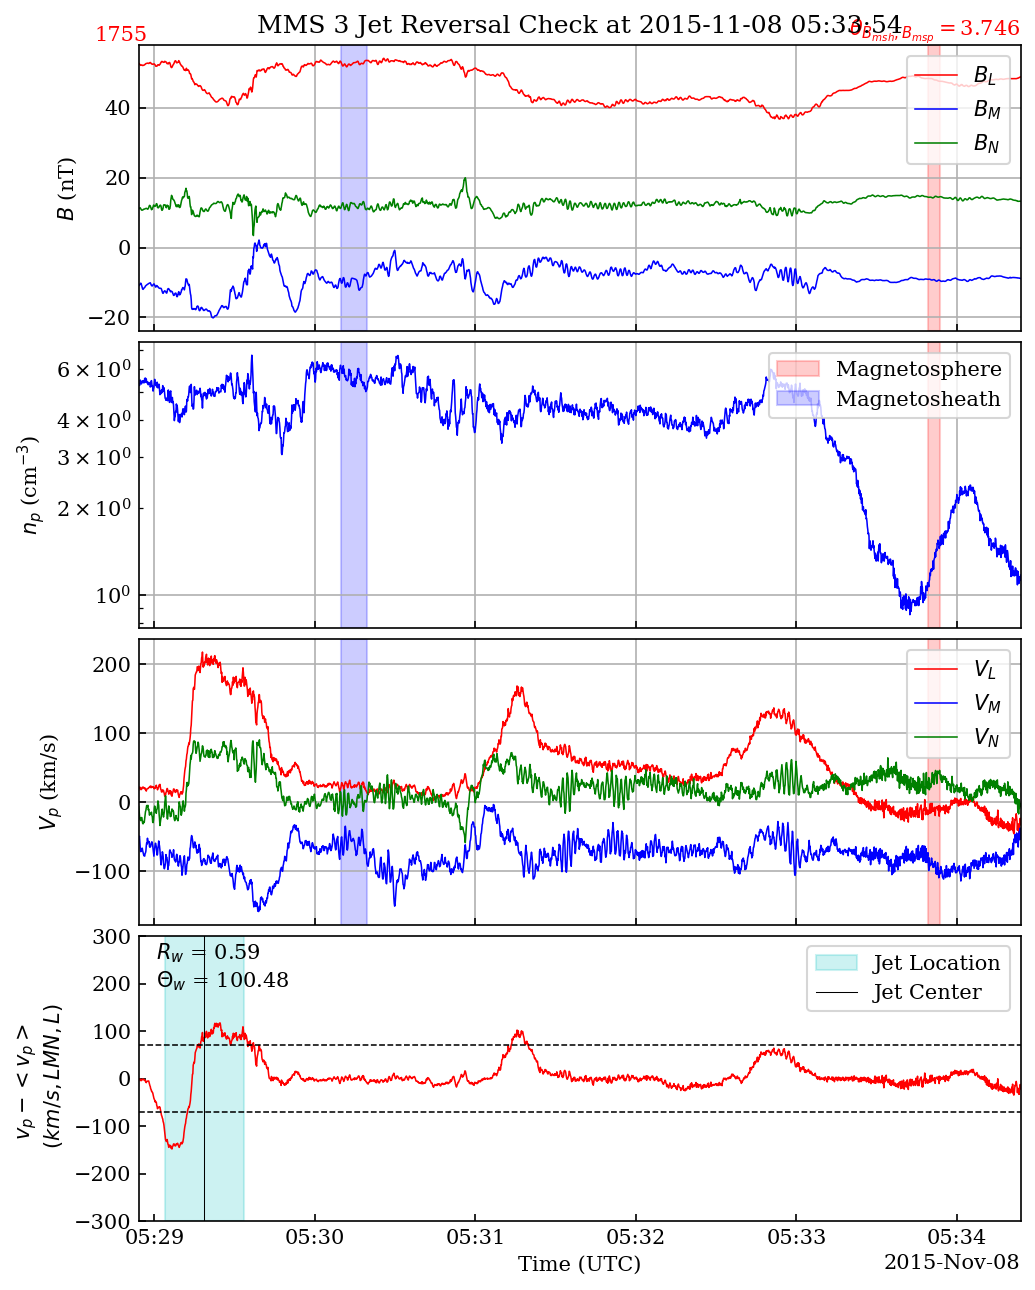 1755
MMS 3 Jet Reversal Check at 2015-11-08 05:33:54
θ_{B_{msh}, B_{msp}} = 3.746
B (nT)
40
20
0
−20
B_L
B_M
B_N
n_p (cm^{−3})
6 × 10^0
4 × 10^0
3 × 10^0
2 × 10^0
10^0
Magnetosphere
Magnetosheath
V_p (km/s)
200
100
0
−100
V_L
V_M
V_N
v_p − < v_p >
(km/s, LMN, L)
300
200
100
0
−100
−200
−300
R_w = 0.59
Θ_w = 100.48
Jet Location
Jet Center
05:29 05:30 05:31 05:32 05:33 05:34
Time (UTC)
2015-Nov-08